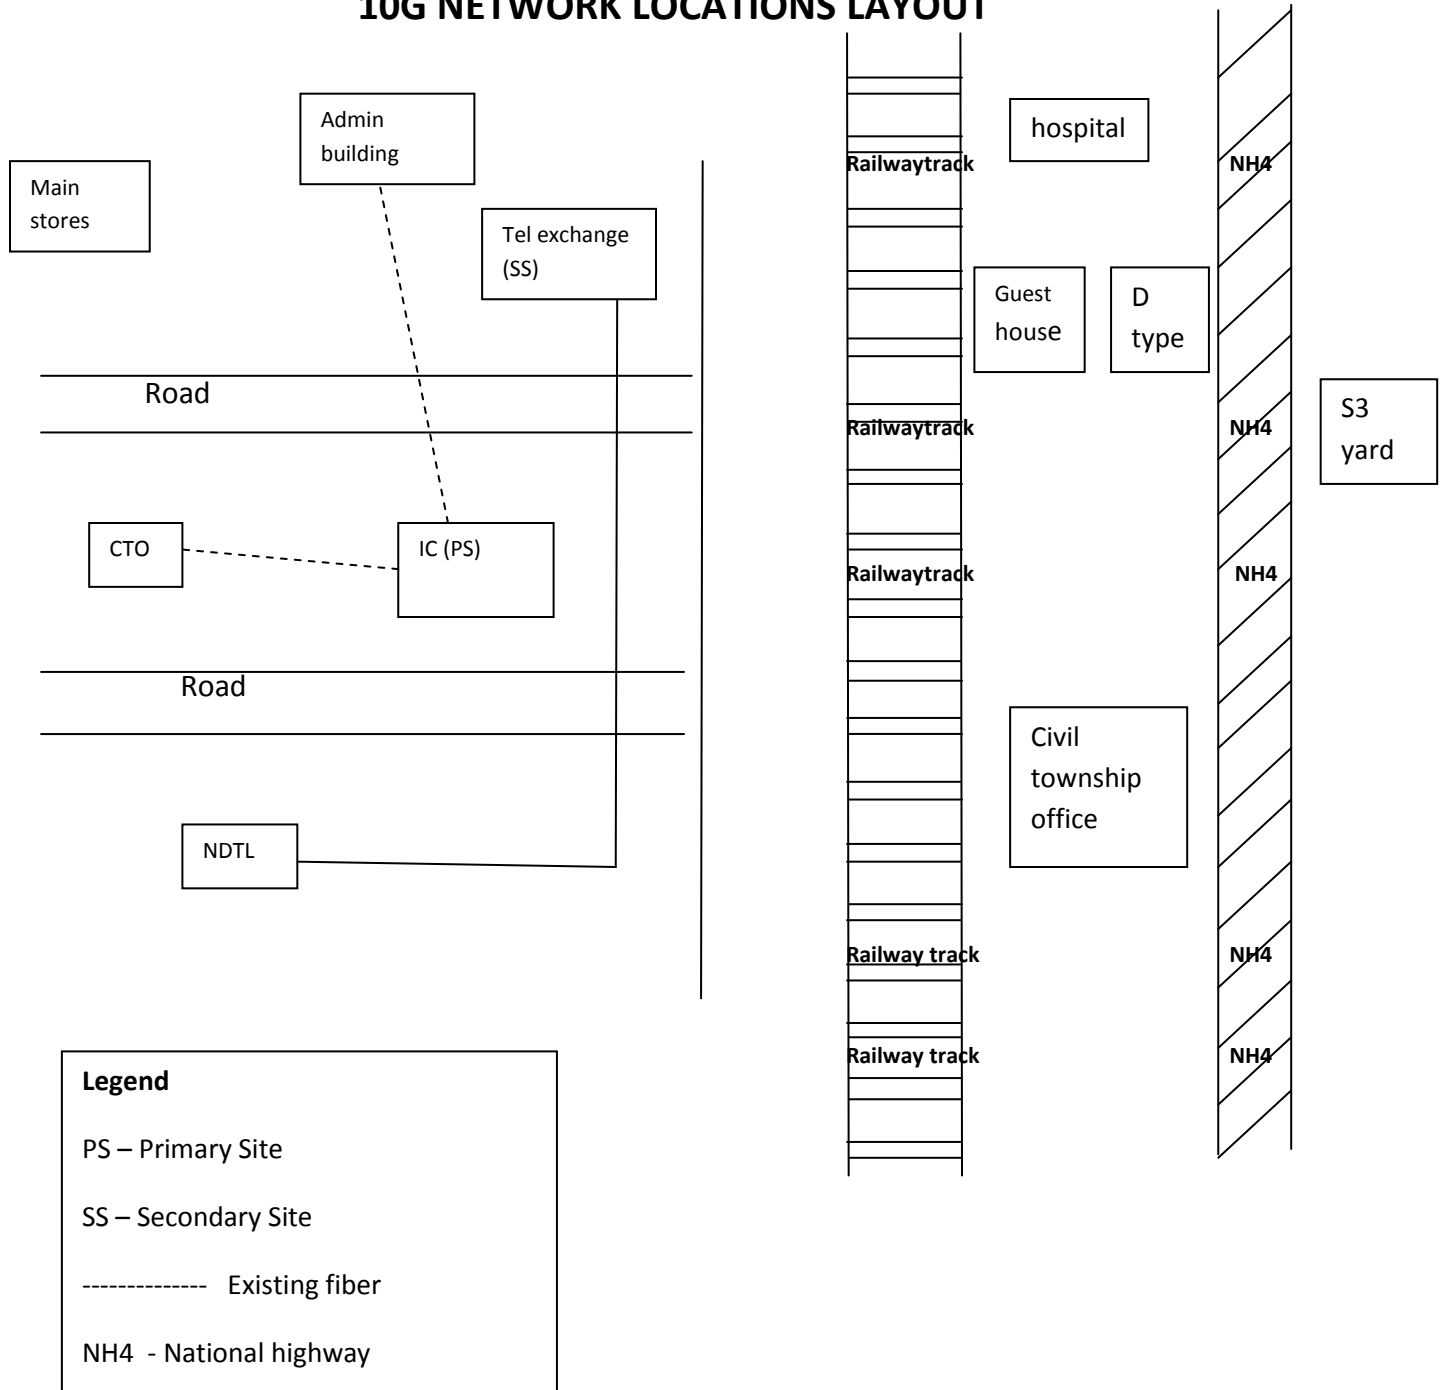 10G NETWORK LOCATIONS LAYOUT
Admin
building
hospital
Main
stores
Railwaytrack
NH4
Tel exchange
(SS)
Guest
house
D
type
Road
S3
yard
Railwaytrack
NH4
CTO
IC (PS)
Railwaytrack
NH4
Road
Civil
township
office
NDTL
Railway track
NH4
Railway track
NH4
Legend
PS – Primary Site
SS – Secondary Site
-------------- Existing fiber
NH4 - National highway